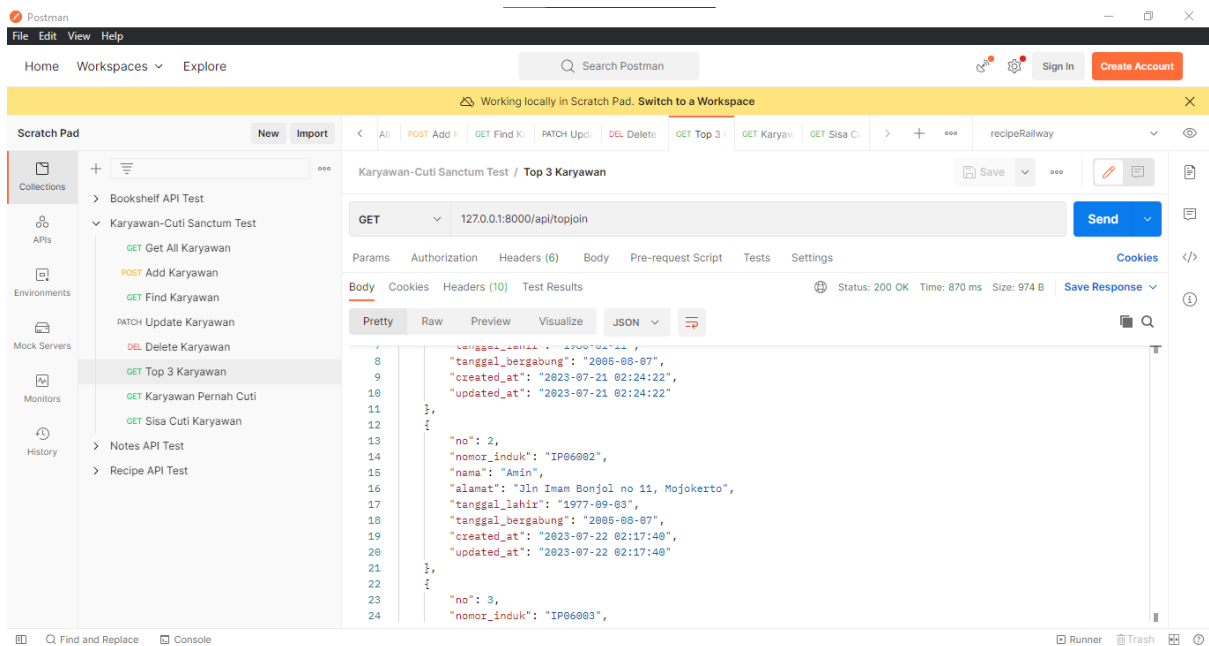 Postman
File Edit View Help
Home Workspaces Explore Search Postman Sign In Create Account
Working locally in Scratch Pad. Switch to a Workspace
Scratch Pad New Import
POST Add GET Find PATCH Upd DEL Delete GET Top 3 GET Karyaw GET Sisa recipeRailway
Collections
APIs
Environments
Mock Servers
Monitors
History
Bookshelf API Test
Karyawan-Cuti Sanctum Test
GET Get All Karyawan
POST Add Karyawan
GET Find Karyawan
PATCH Update Karyawan
DEL Delete Karyawan
GET Top 3 Karyawan
GET Karyawan Pernah Cuti
GET Sisa Cuti Karyawan
Notes API Test
Recipe API Test
Karyawan-Cuti Sanctum Test / Top 3 Karyawan Save
GET 127.0.0.1:8000/api/topjoin Send
Params Authorization Headers (6) Body Pre-request Script Tests Settings Cookies
Body Cookies Headers (10) Test Results Status: 200 OK Time: 870 ms Size: 974 B Save Response
Pretty Raw Preview Visualize JSON
8 "tanggal_bergabung": "2005-08-07",
9 "created_at": "2023-07-21 02:24:22",
10 "updated_at": "2023-07-21 02:24:22"
11 },
12 {
13 "no": 2,
14 "nomor_induk": "IP06002",
15 "nama": "Amin",
16 "alamat": "Jln Imam Bonjol no 11, Mojokerto",
17 "tanggal_lahir": "1977-09-03",
18 "tanggal_bergabung": "2005-08-07",
19 "created_at": "2023-07-22 02:17:40",
20 "updated_at": "2023-07-22 02:17:40"
21 },
22 {
23 "no": 3,
24 "nomor_induk": "IP06003",
Find and Replace Console Runner Trash